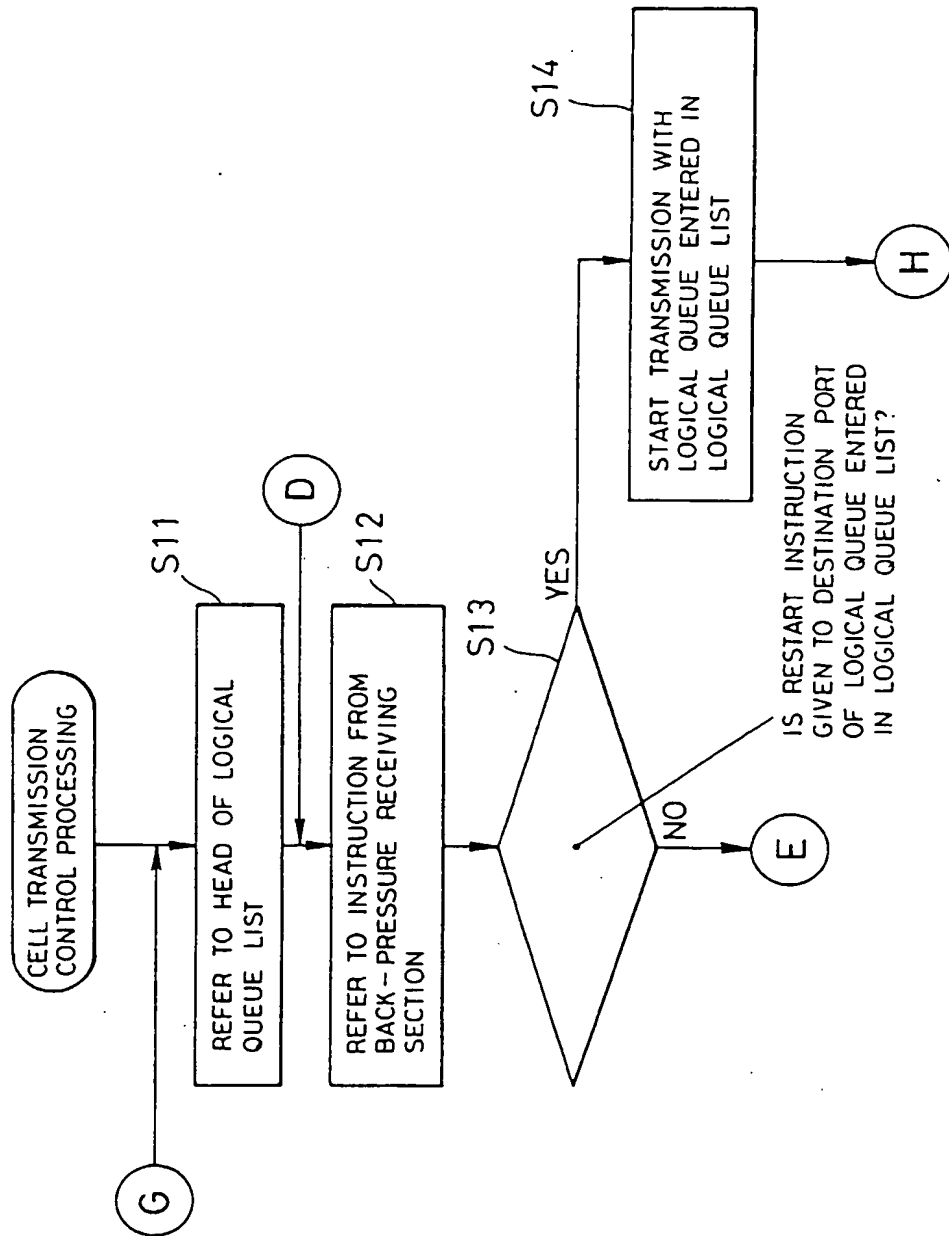 CELL TRANSMISSION
CONTROL PROCESSING
G
S11
REFER TO HEAD OF LOGICAL
QUEUE LIST
D
S12
REFER TO INSTRUCTION FROM
BACK-PRESSURE RECEIVING
SECTION
S13
YES
NO
IS RESTART INSTRUCTION
GIVEN TO DESTINATION PORT
OF LOGICAL QUEUE ENTERED
IN LOGICAL QUEUE LIST?
E
S14
START TRANSMISSION WITH
LOGICAL QUEUE ENTERED IN
LOGICAL QUEUE LIST
H